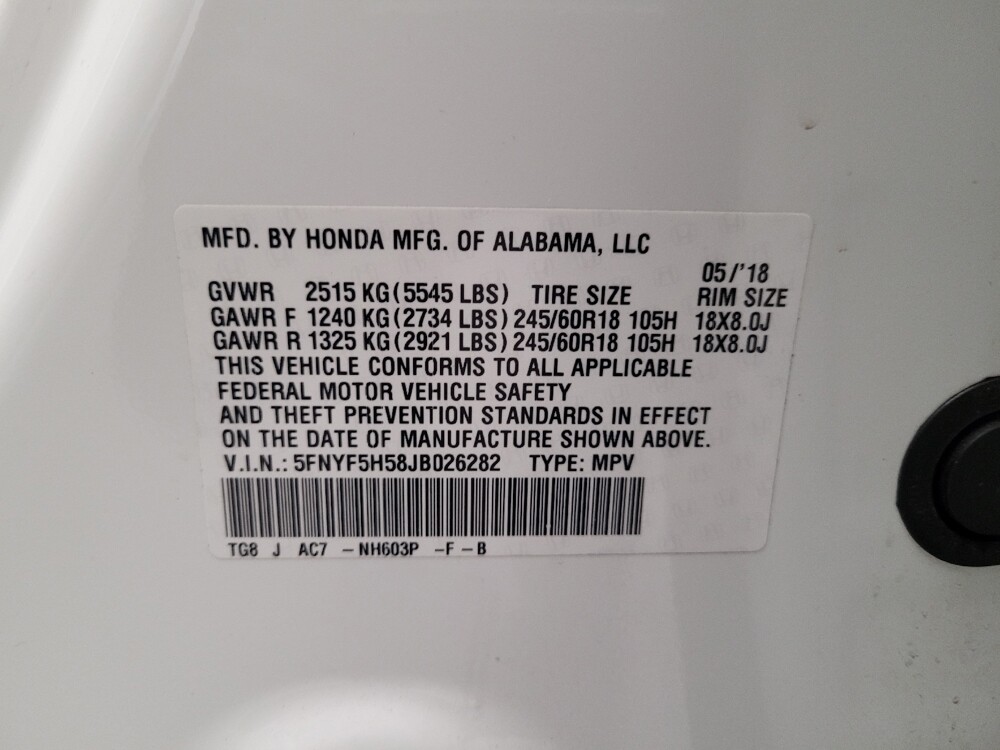 MFD. BY HONDA MFG. OF ALABAMA, LLC
05/'18
GVWR 2515 KG(5545 LBS) TIRE SIZE RIM SIZE
GAWR F 1240 KG(2734 LBS) 245/60R18 105H 18X8.0J
GAWR R 1325 KG(2921 LBS) 245/60R18 105H 18X8.0J
THIS VEHICLE CONFORMS TO ALL APPLICABLE
FEDERAL MOTOR VEHICLE SAFETY
AND THEFT PREVENTION STANDARDS IN EFFECT
ON THE DATE OF MANUFACTURE SHOWN ABOVE.
V.I.N.: 5FNYF5H58JB026282 TYPE: MPV
TG8 J AC7 -NH603P -F-B